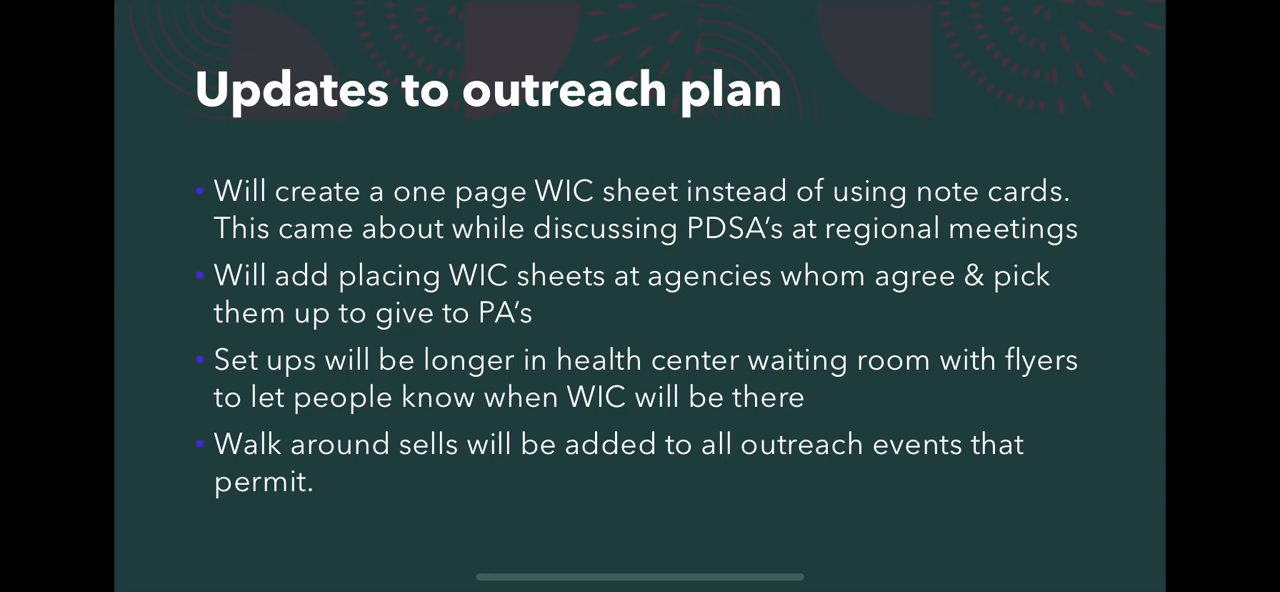 Updates to outreach plan
• Will create a one page WIC sheet instead of using note cards.
This came about while discussing PDSA’s at regional meetings
• Will add placing WIC sheets at agencies whom agree & pick
them up to give to PA’s
• Set ups will be longer in health center waiting room with flyers
to let people know when WIC will be there
• Walk around sells will be added to all outreach events that
permit.